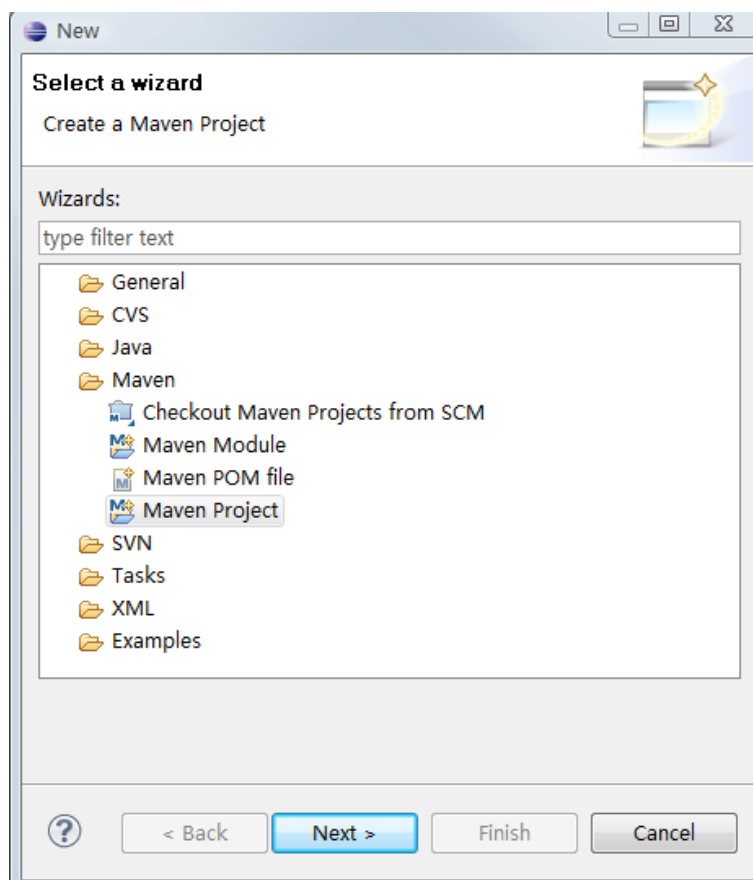 New
Select a wizard
Create a Maven Project
Wizards:
type filter text
General
CVS
Java
Maven
Checkout Maven Projects from SCM
Maven Module
Maven POM file
Maven Project
SVN
Tasks
XML
Examples
? < Back Next > Finish Cancel